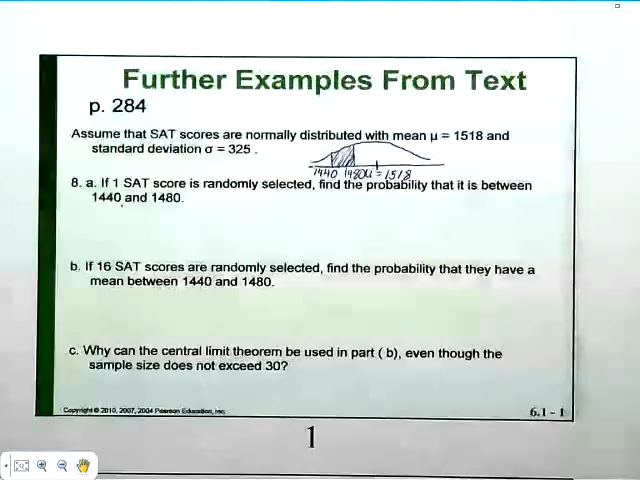 Further Examples From Text
p. 284
Assume that SAT scores are normally distributed with mean µ = 1518 and
standard deviation σ = 325 .
1440 1480 µ = 1518
8. a. If 1 SAT score is randomly selected, find the probability that it is between
1440 and 1480.
b. If 16 SAT scores are randomly selected, find the probability that they have a
mean between 1440 and 1480.
c. Why can the central limit theorem be used in part ( b), even though the
sample size does not exceed 30?
Copyright © 2010, 2007, 2004 Pearson Education, Inc.
6.1 - 1
1